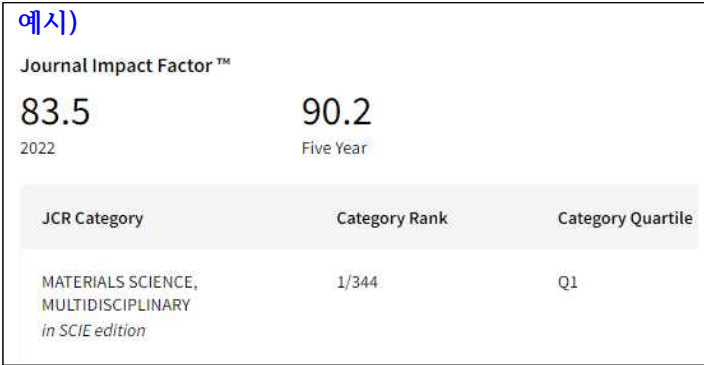 예시)
Journal Impact Factor ™
83.5 90.2
2022 Five Year
JCR Category Category Rank Category Quartile
MATERIALS SCIENCE, 1/344 Q1
MULTIDISCIPLINARY
in SCIE edition